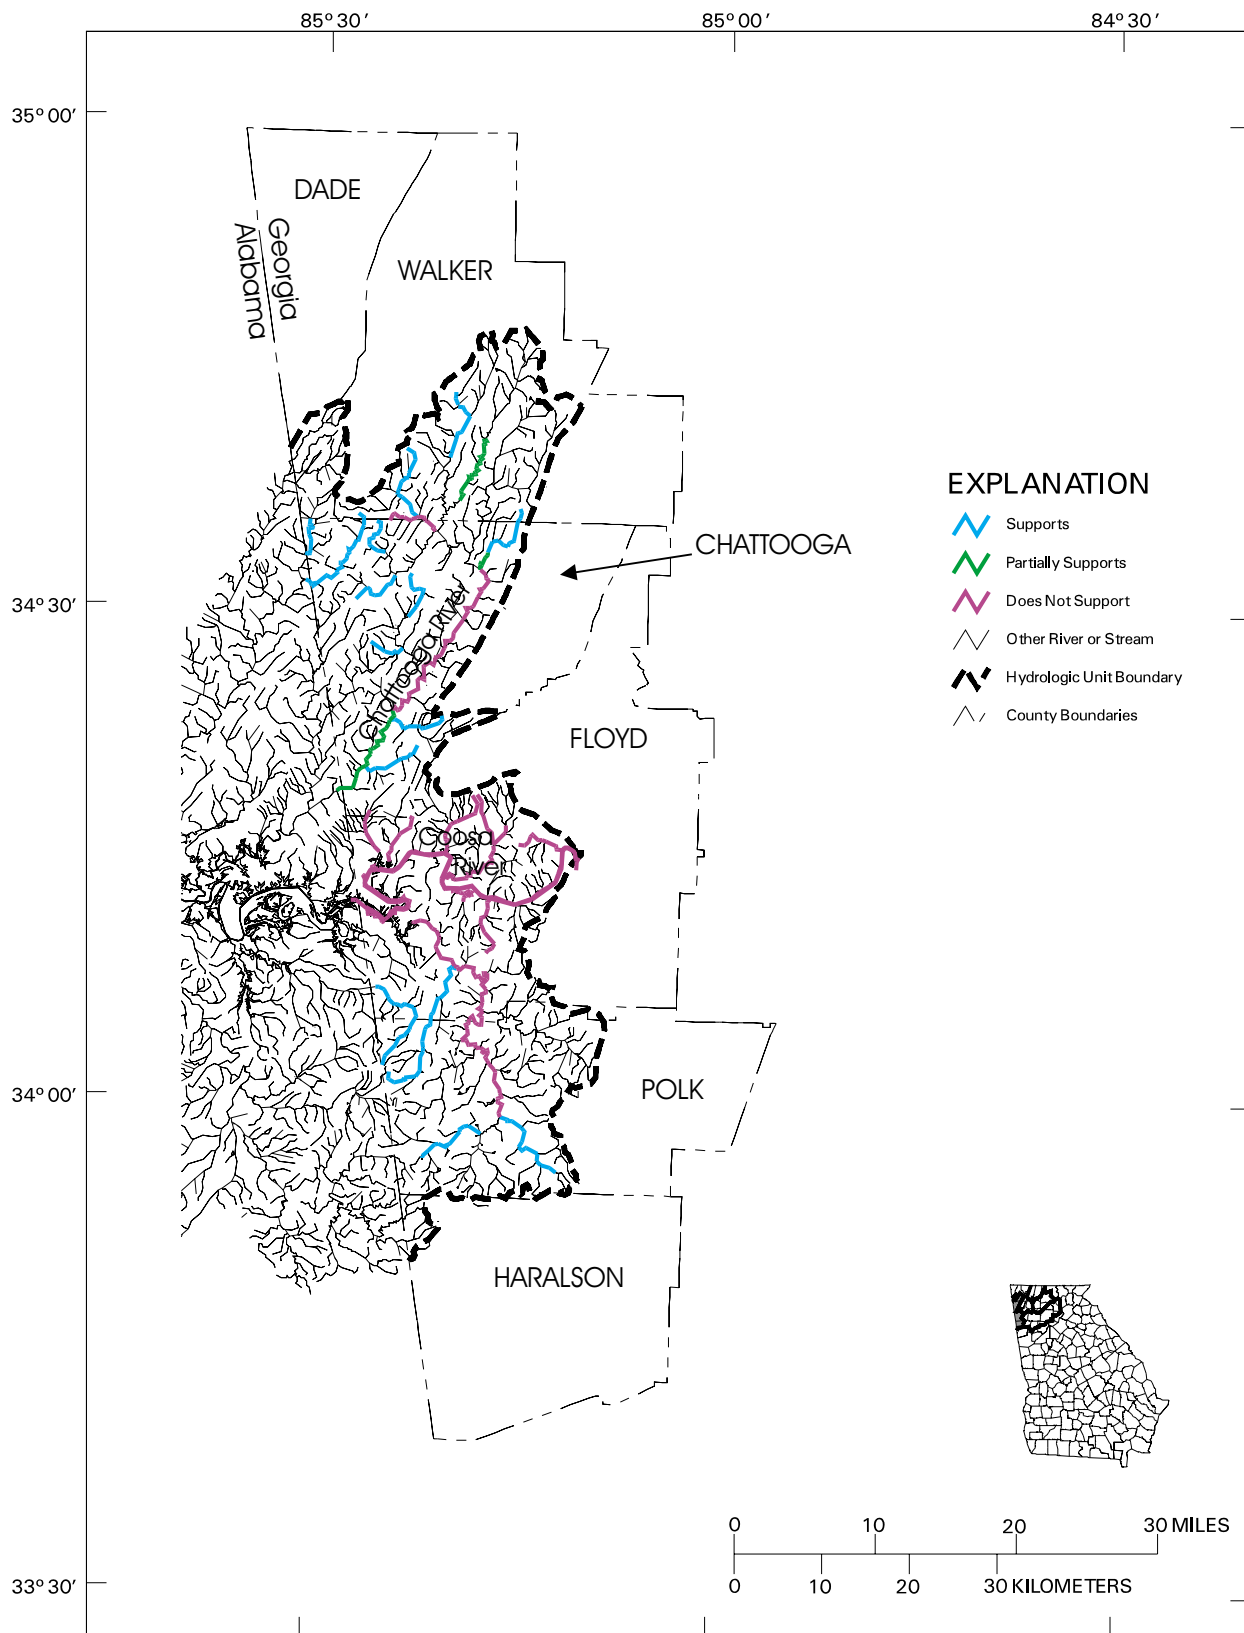 85° 30'
85° 00'
84° 30'
35° 00'
DADE
Georgia
Alabama
WALKER
EXPLANATION
Supports
Partially Supports
Does Not Support
Other River or Stream
Hydrologic Unit Boundary
County Boundaries
CHATTOOGA
34° 30'
Chattooga River
FLOYD
Coosa
River
34° 00'
POLK
HARALSON
0 10 20 30 MILES
0 10 20 30 KILOMETERS
33° 30'